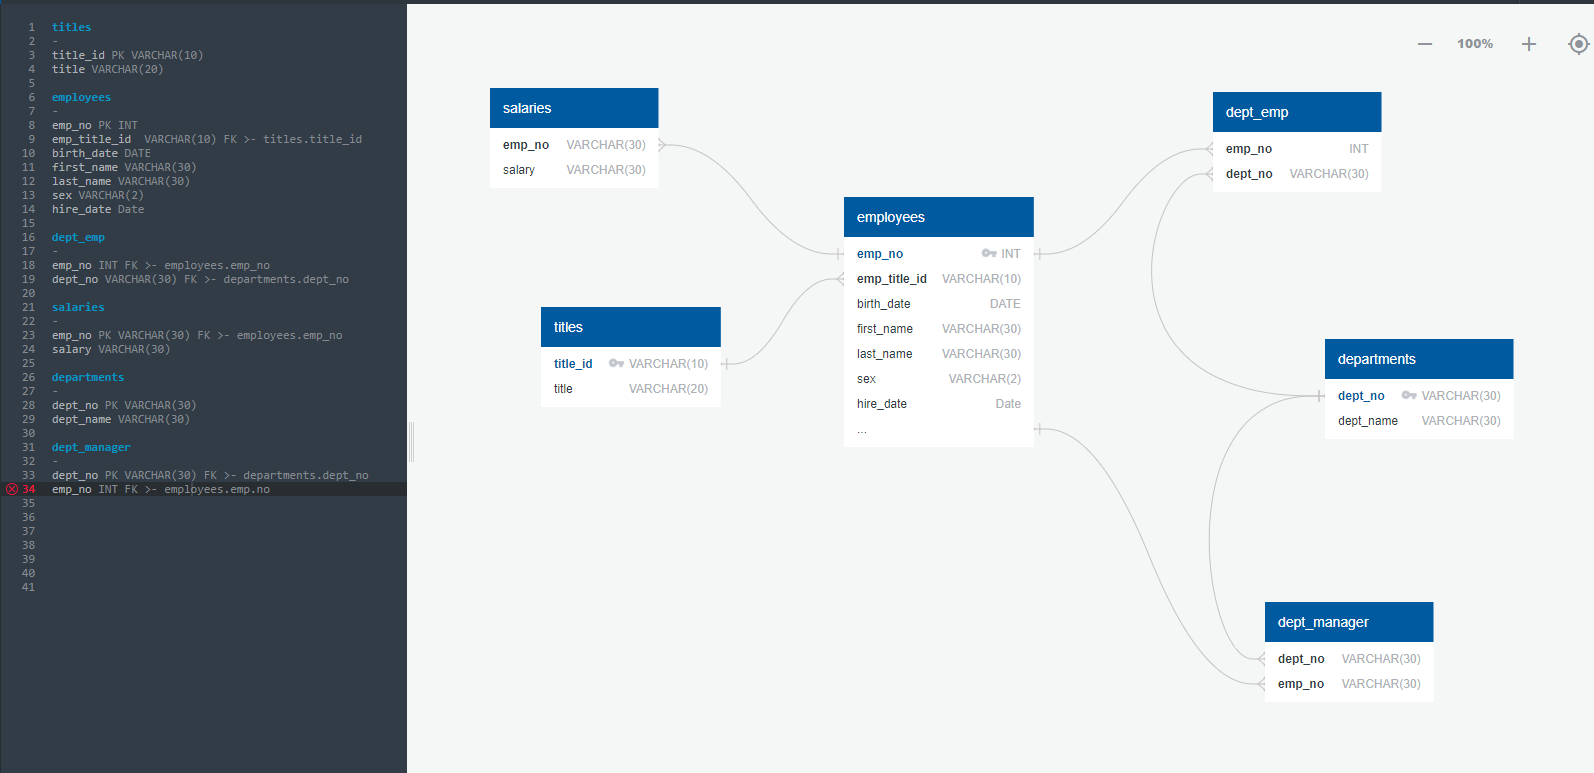 1 titles
2 -
3 title_id PK VARCHAR(10)
4 title VARCHAR(20)
5
6 employees
7 -
8 emp_no PK INT
9 emp_title_id  VARCHAR(10) FK >- titles.title_id
10 birth_date DATE
11 first_name VARCHAR(30)
12 last_name VARCHAR(30)
13 sex VARCHAR(2)
14 hire_date Date
15
16 dept_emp
17 -
18 emp_no INT FK >- employees.emp_no
19 dept_no VARCHAR(30) FK >- departments.dept_no
20
21 salaries
22 -
23 emp_no PK VARCHAR(30) FK >- employees.emp_no
24 salary VARCHAR(30)
25
26 departments
27 -
28 dept_no PK VARCHAR(30)
29 dept_name VARCHAR(30)
30
31 dept_manager
32 -
33 dept_no PK VARCHAR(30) FK >- departments.dept_no
34 emp_no INT FK >- employees.emp.no
35
36
37
38
39
40
41
100%
salaries
emp_no VARCHAR(30)
salary VARCHAR(30)
dept_emp
emp_no INT
dept_no VARCHAR(30)
employees
emp_no INT
emp_title_id VARCHAR(10)
birth_date DATE
first_name VARCHAR(30)
last_name VARCHAR(30)
sex VARCHAR(2)
hire_date Date
...
titles
title_id VARCHAR(10)
title VARCHAR(20)
departments
dept_no VARCHAR(30)
dept_name VARCHAR(30)
dept_manager
dept_no VARCHAR(30)
emp_no VARCHAR(30)